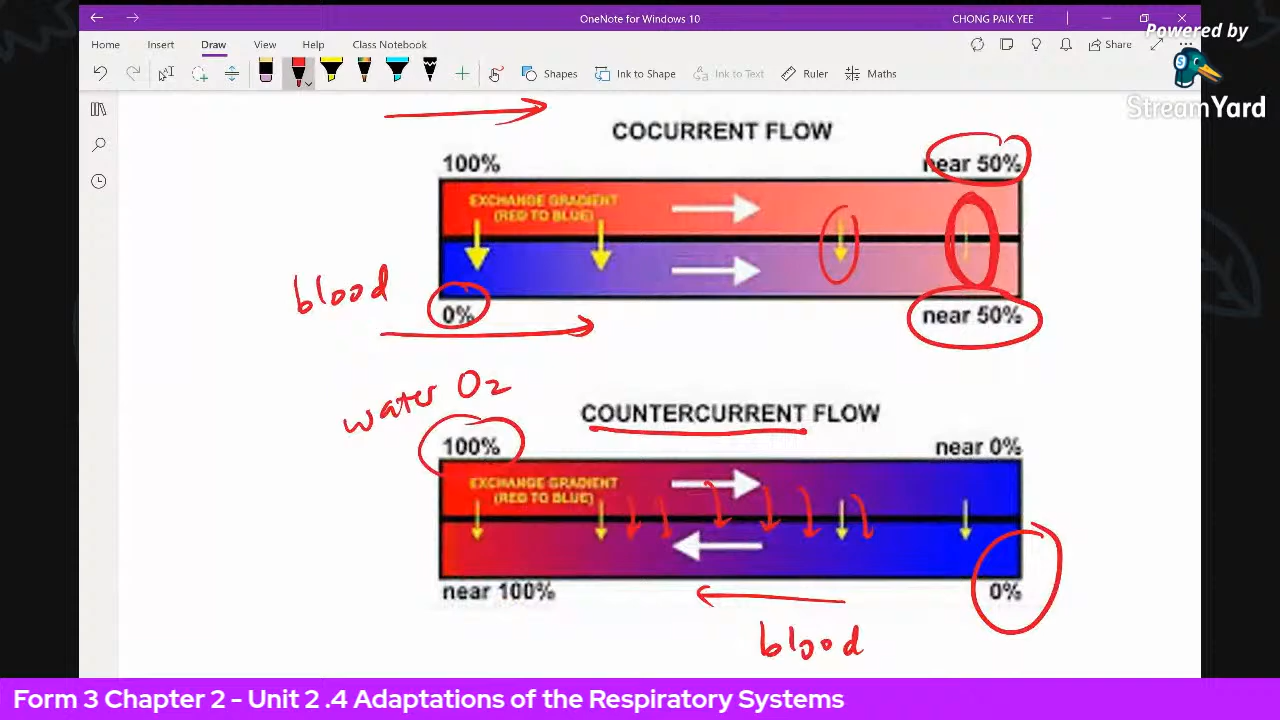 OneNote for Windows 10
CHONG PAIK YEE
Powered by
Home Insert Draw View Help Class Notebook
Share
Shapes Ink to Shape Ink to Text Ruler Maths
StreamYard
COCURRENT FLOW
100% near 50%
EXCHANGE GRADIENT
(RED TO BLUE)
blood
0% near 50%
water O2
COUNTERCURRENT FLOW
100% near 0%
EXCHANGE GRADIENT
(RED TO BLUE)
near 100% 0%
blood
Form 3 Chapter 2 - Unit 2 .4 Adaptations of the Respiratory Systems